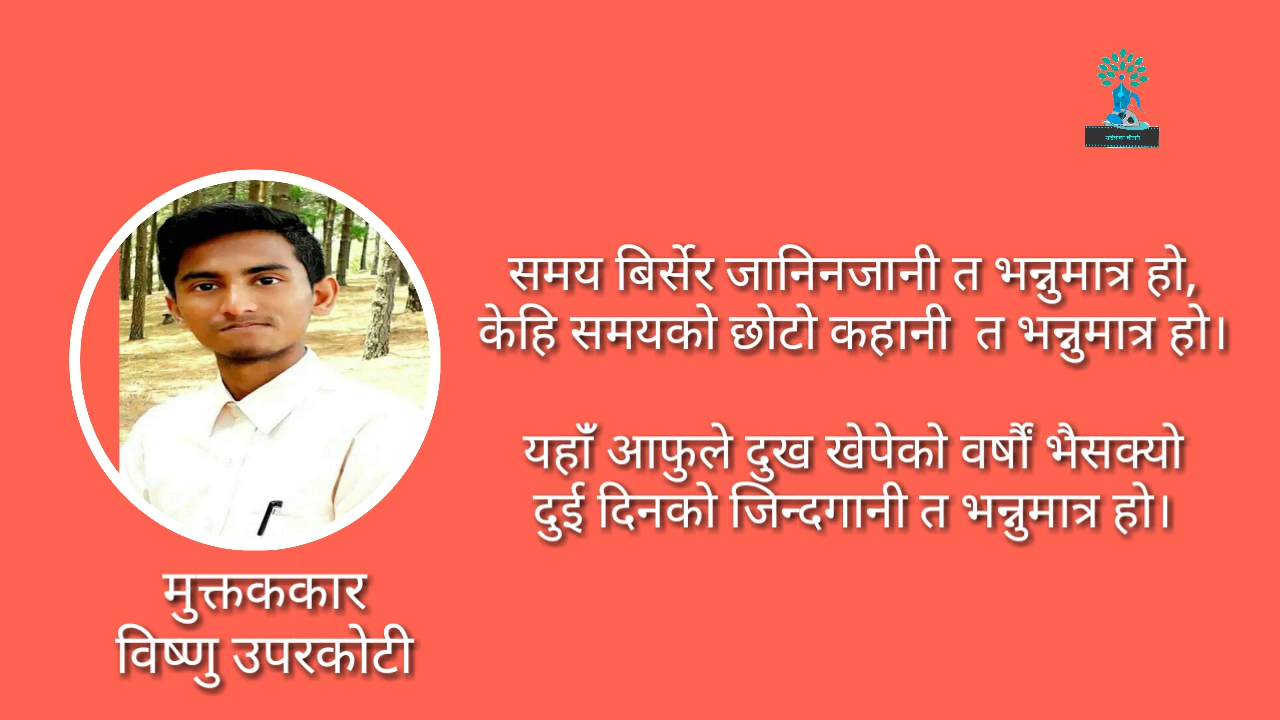 समय बिर्सेर जानिनजानी त भन्नुमात्र हो,
केहि समयको छोटो कहानी त भन्नुमात्र हो।
यहाँ आफुले दुख खेपेको वर्षौं भैसक्यो
दुई दिनको जिन्दगानी त भन्नुमात्र हो।
मुक्तककार
विष्णु उपरकोटी